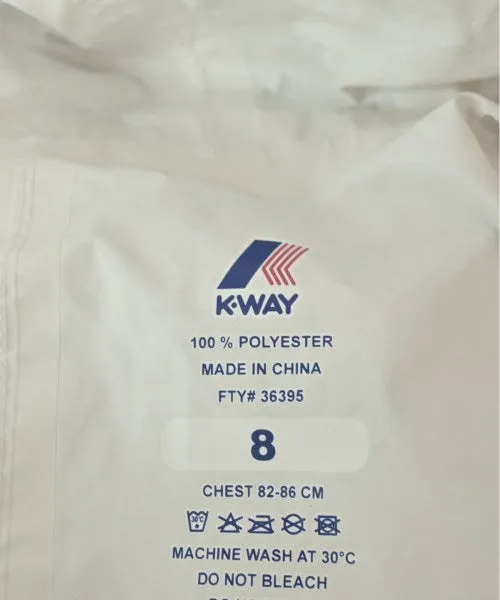 K·WAY
100 % POLYESTER
MADE IN CHINA
FTY# 36395
8
CHEST 82-86 CM
30°C
MACHINE WASH AT 30°C
DO NOT BLEACH